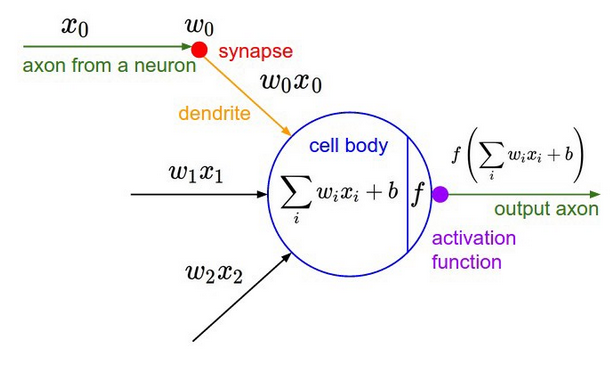 x₀
w₀
axon from a neuron
synapse
w₀x₀
dendrite
cell body
w₁x₁
∑ᵢ wᵢxᵢ + b
f
f(∑ᵢ wᵢxᵢ + b)
output axon
activation
function
w₂x₂